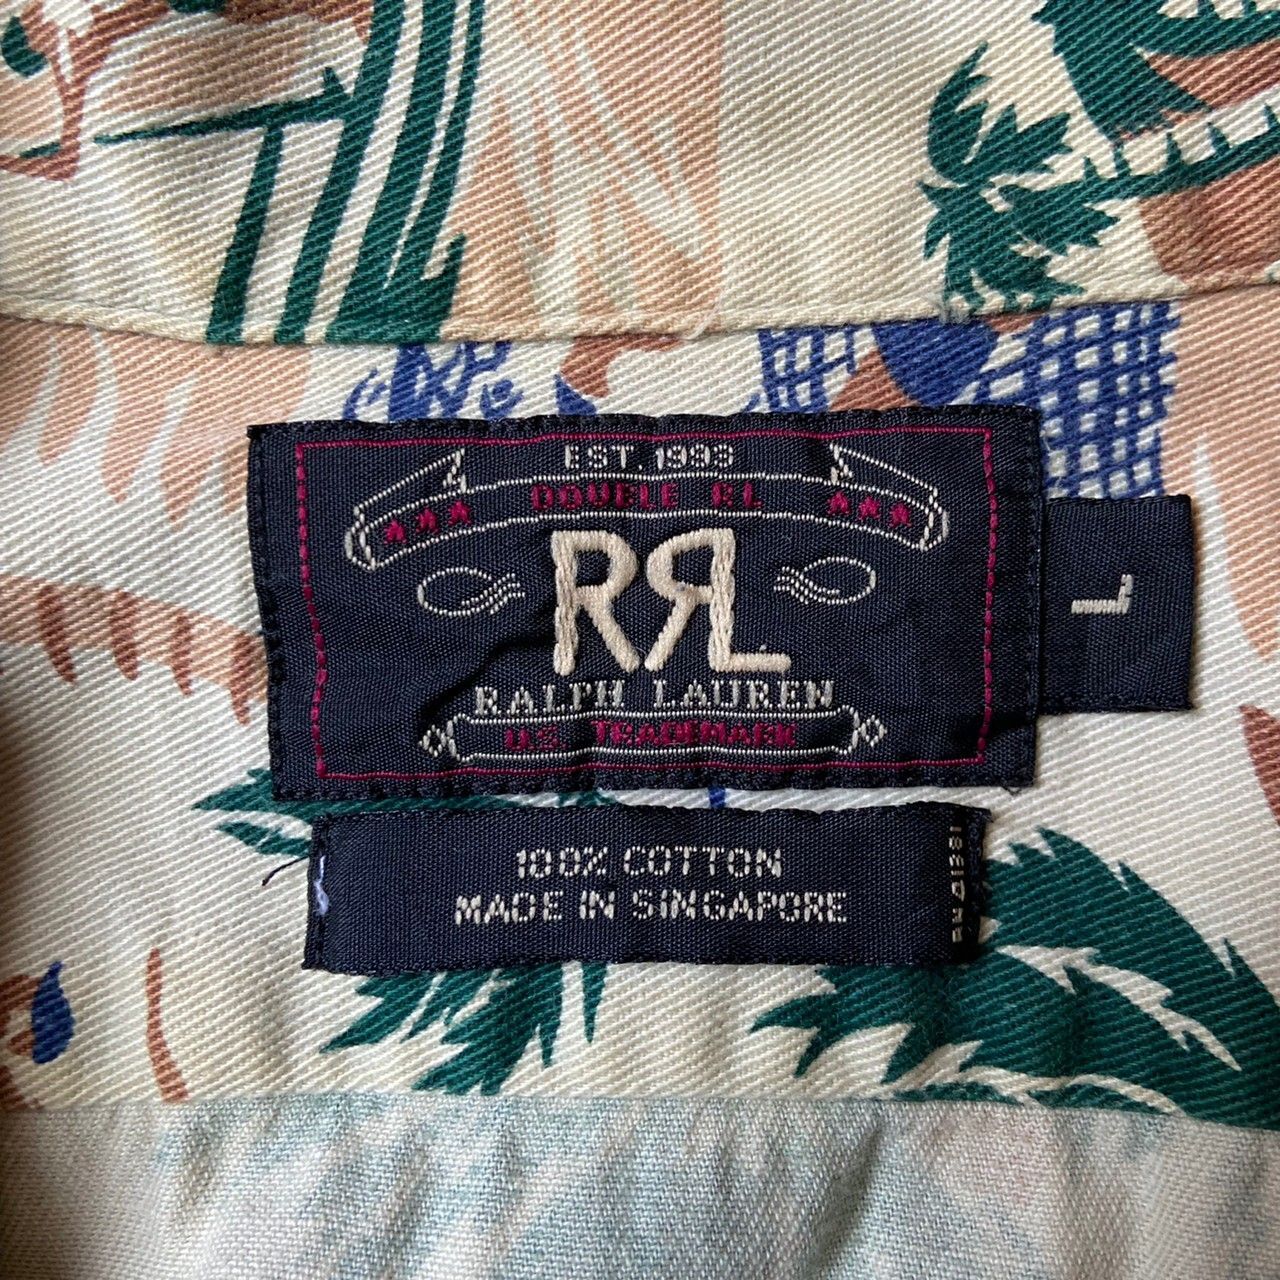 EST. 1993
DOUBLE RL
RRL
RALPH LAUREN
U.S. TRADEMARK
L
100% COTTON
MADE IN SINGAPORE